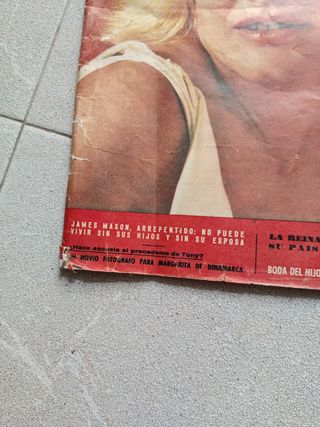 JAMES MASON, ARREPENTIDO: NO PUEDE
VIVIR SIN SUS HIJOS Y SIN SU ESPOSA
¿Hace escuela el precedente de Tony?
UN NOVIO FOTOGRAFO PARA MARGARITA DE DINAMARCA
LA REINA
SU PAIS
BODA DEL HIJO